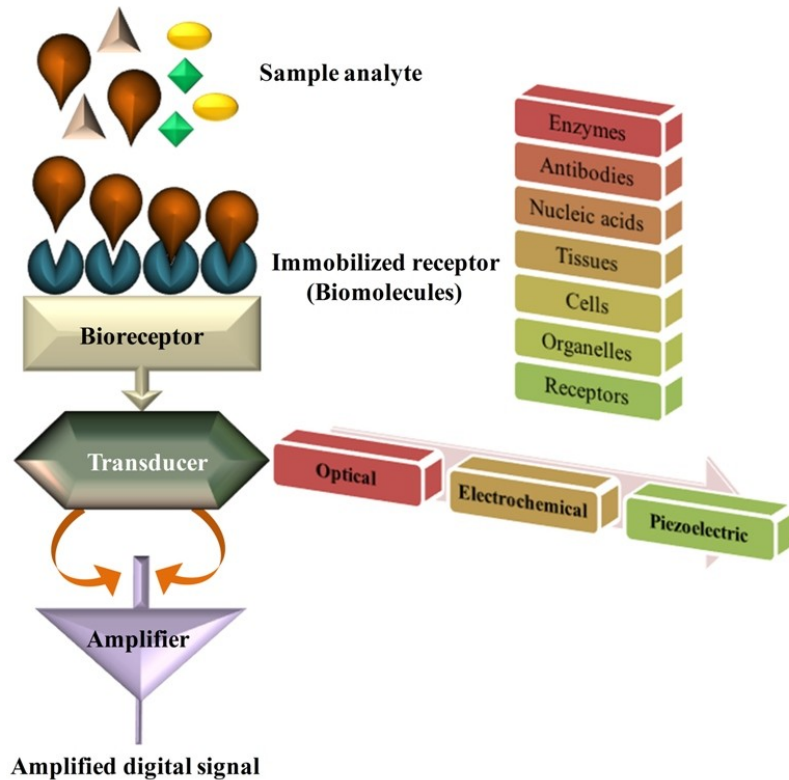 Sample analyte
Immobilized receptor
(Biomolecules)
Bioreceptor
Transducer
Amplifier
Amplified digital signal
Enzymes
Antibodies
Nucleic acids
Tissues
Cells
Organelles
Receptors
Optical
Electrochemical
Piezoelectric